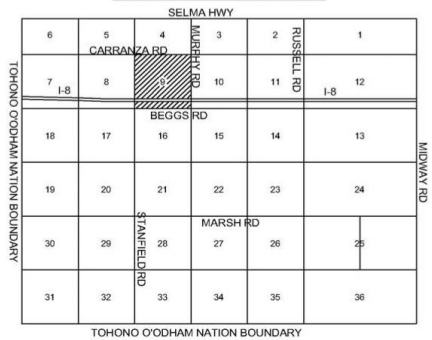 SELMA HWY
6 5 4 3 2 1
CARRANZA RD
MURPHY RD
RUSSELL RD
7 8 9 10 11 12
I-8 I-8
BEGGS RD
TOHONO O'ODHAM NATION BOUNDARY
18 17 16 15 14 13
MIDWAY RD
19 20 21 22 23 24
STANFIELD RD
MARSH RD
30 29 28 27 26 25
31 32 33 34 35 36
TOHONO O'ODHAM NATION BOUNDARY